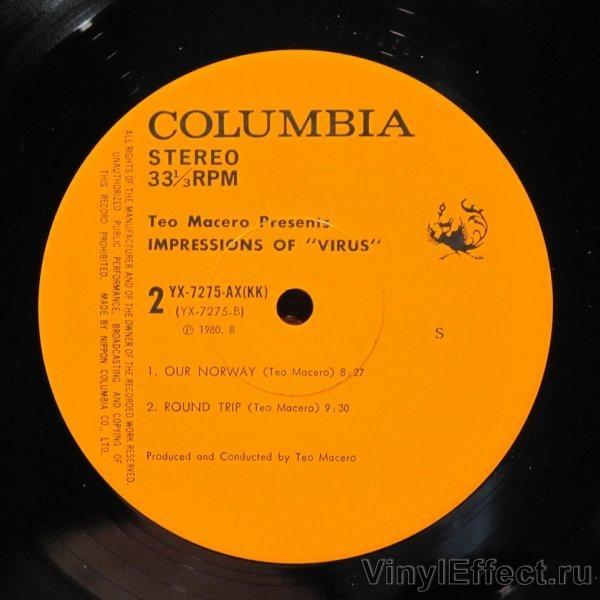 COLUMBIA
STEREO
33⅓RPM
Teo Macero Presents
IMPRESSIONS OF "VIRUS"
2 YX-7275-AX(KK)
(YX-7275-B)
Ⓟ 1980. 8
S
1. OUR NORWAY (Teo Macero) 8:27
2. ROUND TRIP (Teo Macero) 9:30
Produced and Conducted by Teo Macero
ALL RIGHTS OF THE MANUFACTURER AND OF THE OWNER OF THE RECORDED WORK RESERVED.
UNAUTHORIZED PUBLIC PERFORMANCE, BROADCASTING AND COPYING OF
THIS RECORD PROHIBITED. MADE BY NIPPON COLUMBIA CO., LTD.
VinylEffect.ru